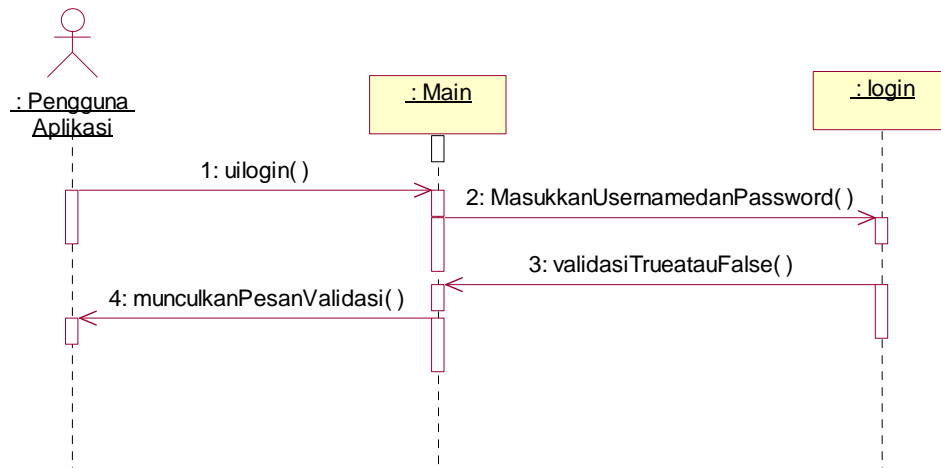 : Pengguna
Aplikasi
: Main
: login
1: uilogin( )
2: MasukkanUsernamedanPassword( )
3: validasiTrueatauFalse( )
4: munculkanPesanValidasi( )